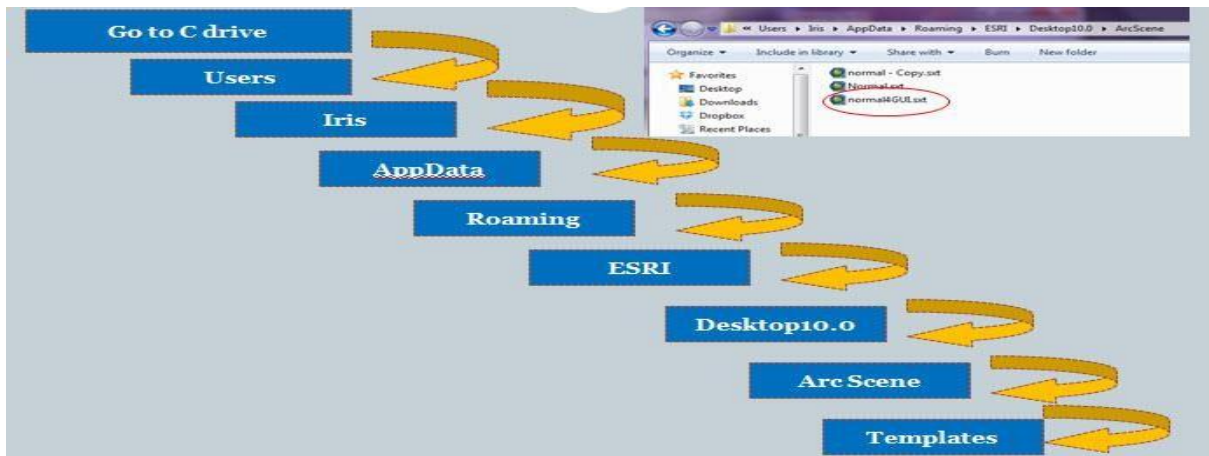 Go to C drive
Users
Iris
AppData
Roaming
ESRI
Desktop10.0
Arc Scene
Templates
« Users ▸ Iris ▸ AppData ▸ Roaming ▸ ESRI ▸ Desktop10.0 ▸ ArcScene
Organize Include in library Share with Burn New folder
Favorites
Desktop
Downloads
Dropbox
Recent Places
normal - Copy.sxt
Normal.sxt
normal4GUI.sxt